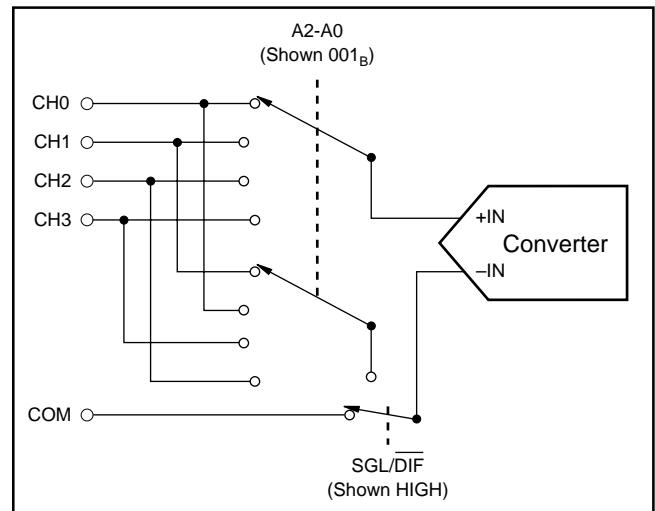 A2-A0
(Shown 001B)
CH0
CH1
CH2
CH3
+IN
Converter
–IN
COM
SGL/DIF
(Shown HIGH)